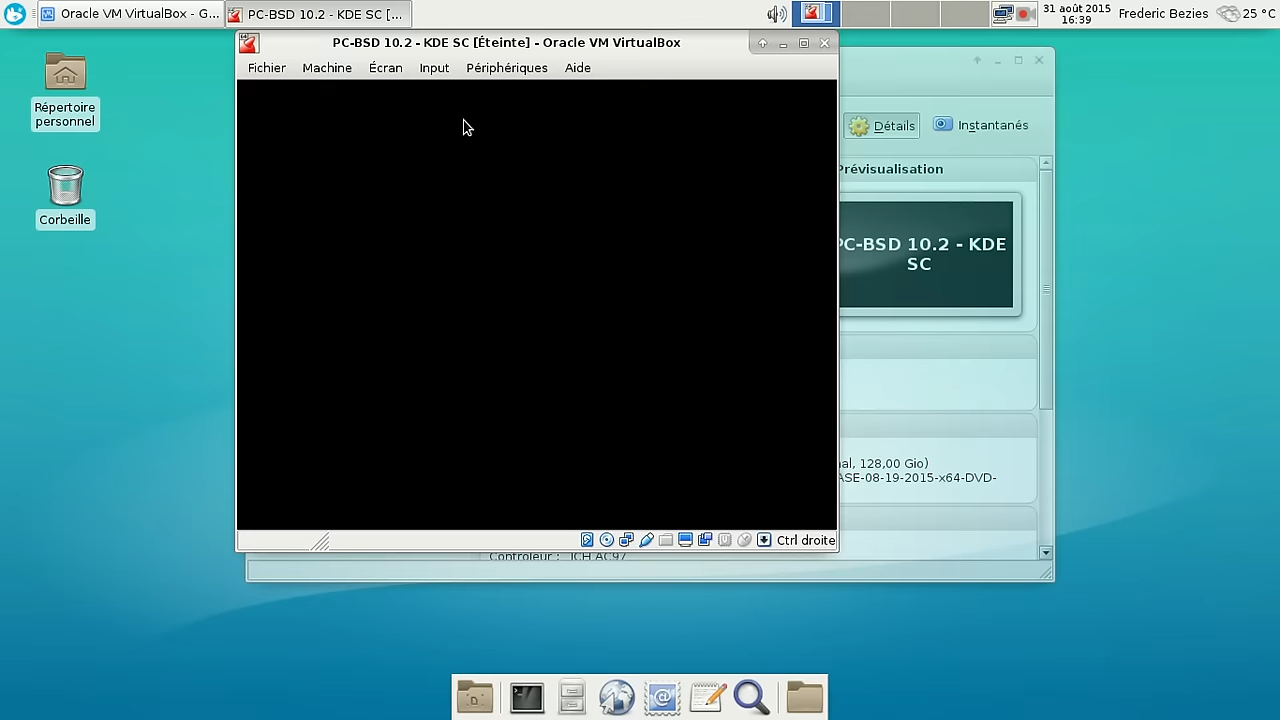 Oracle VM VirtualBox - G...
PC-BSD 10.2 - KDE SC [...
31 août 2015
16:39
Frederic Bezies
25 °C
Répertoire
personnel
Corbeille
PC-BSD 10.2 - KDE SC [Éteinte] - Oracle VM VirtualBox
Fichier Machine Écran Input Périphériques Aide
Détails
Instantanés
Prévisualisation
PC-BSD 10.2 - KDE
SC
al, 128,00 Gio)
ASE-08-19-2015-x64-DVD-
Ctrl droite
Contrôleur : ICH AC97